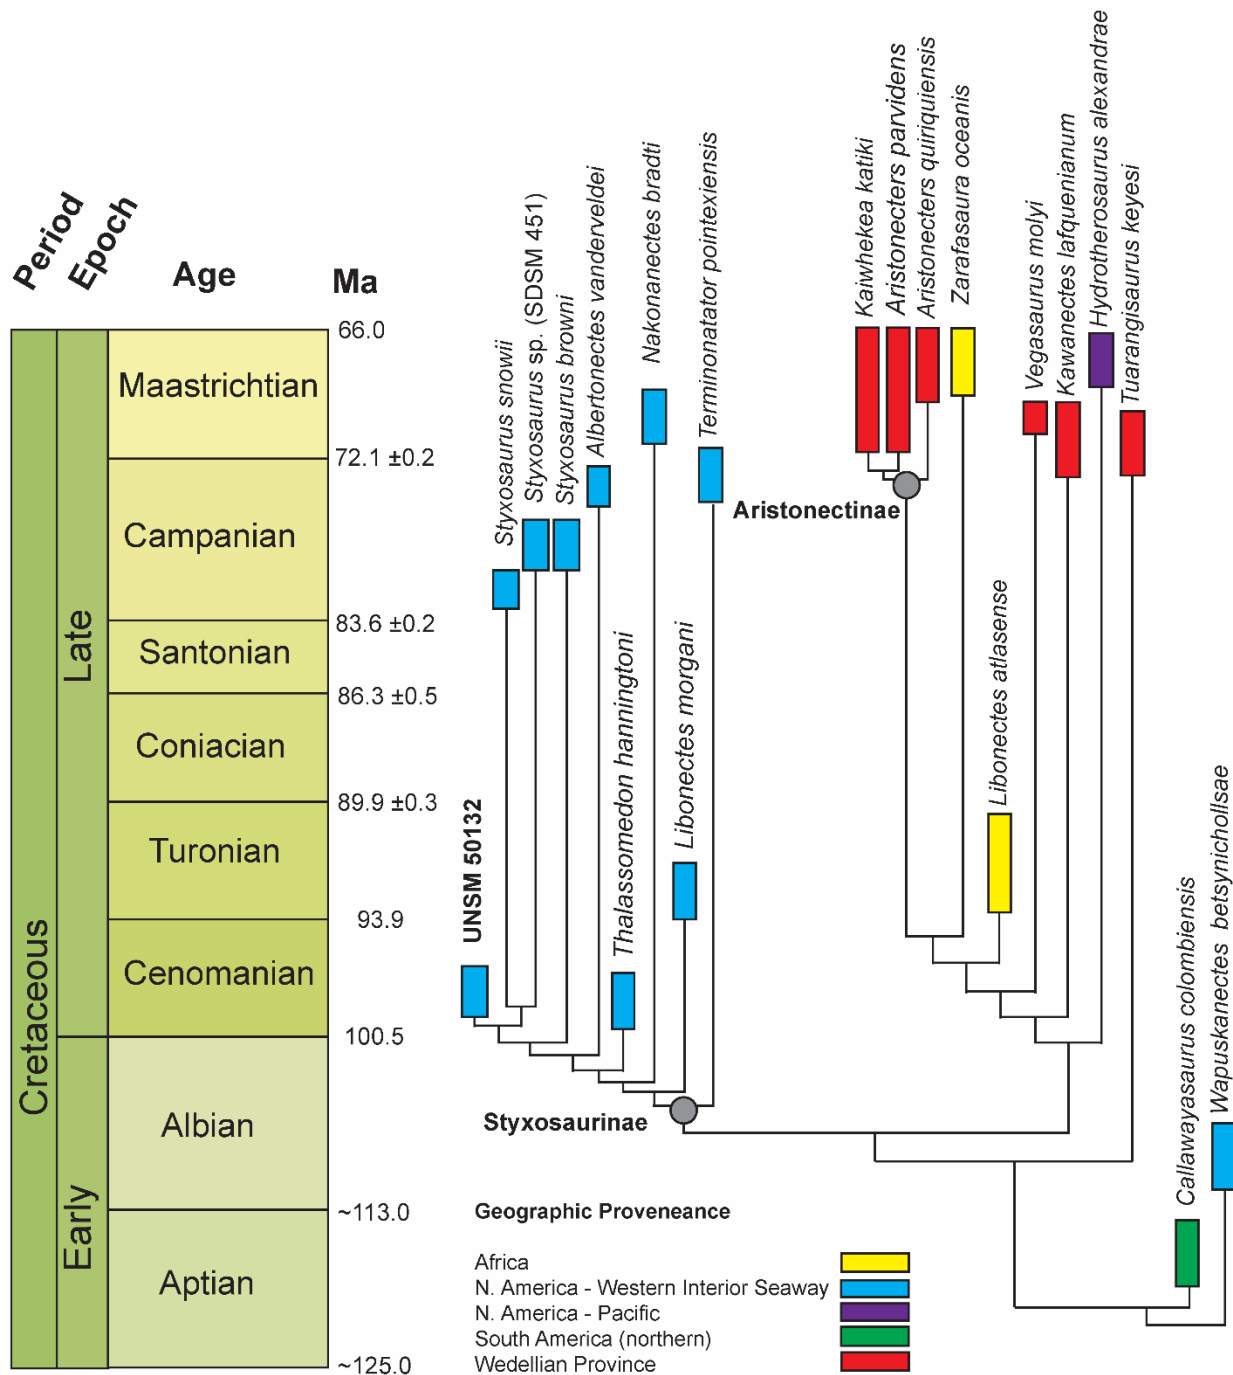 Period
Epoch
Age
Ma
66.0
Maastrichtian
72.1 ±0.2
Campanian
83.6 ±0.2
Santonian
86.3 ±0.5
Coniacian
89.9 ±0.3
Turonian
93.9
Cenomanian
100.5
Albian
~113.0
Aptian
~125.0
Cretaceous
Late
Early
UNSM 50132
Styxosaurus snowii
Styxosaurus sp. (SDSM 451)
Styxosaurus browni
Albertonectes vanderveldei
Thalassomedon hanningtoni
Nakonanectes bradti
Libonectes morgani
Terminonatator pointexiensis
Kaiwhekea katiki
Aristonecters parvidens
Aristonecters quiriquiensis
Zarafasaura oceanis
Libonectes atlasense
Vegasaurus molyi
Kawanectes lafquenianum
Hydrotherosaurus alexandrae
Tuarangisaurus keyesi
Callawayasaurus colombiensis
Wapuskanectes betsynichollsae
Aristonectinae
Styxosaurinae
Geographic Proveneance
Africa
N. America - Western Interior Seaway
N. America - Pacific
South America (northern)
Wedellian Province